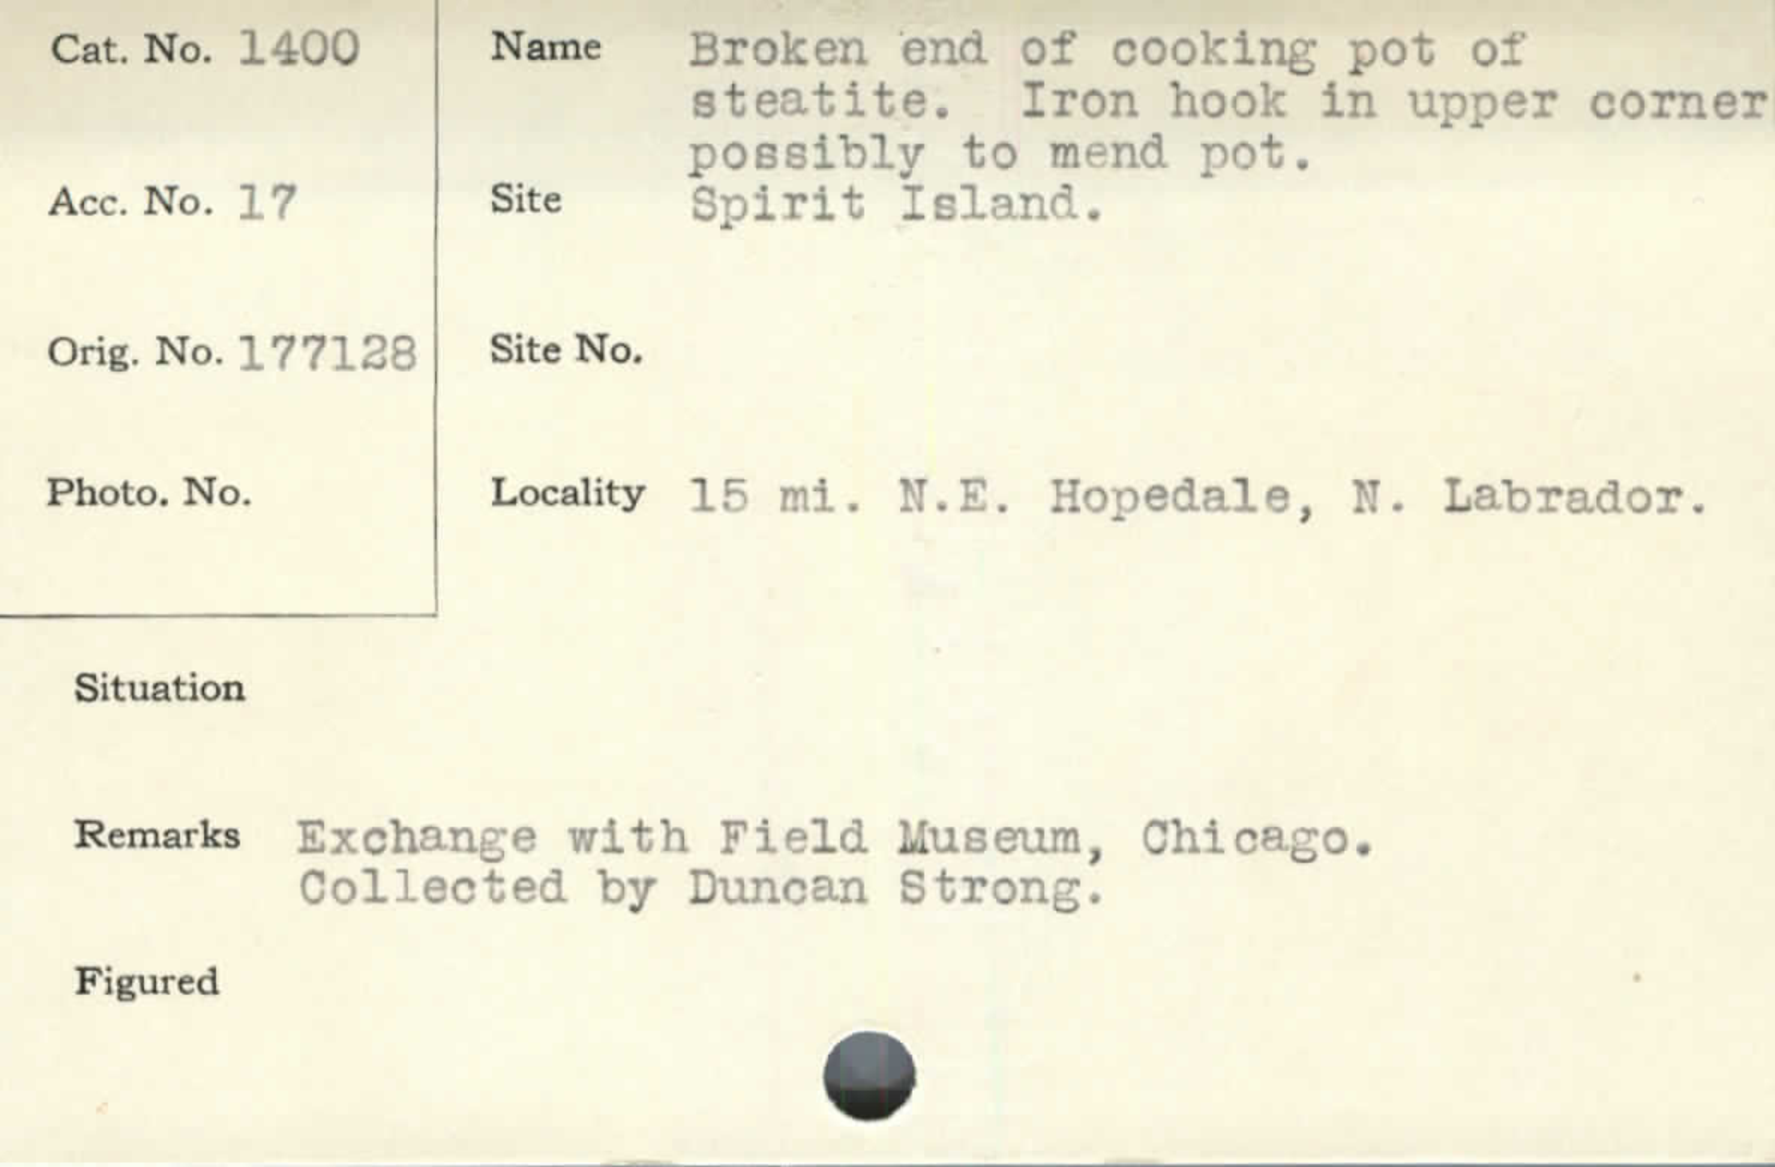 Cat. No. 1400
Name Broken end of cooking pot of
steatite. Iron hook in upper corner
possibly to mend pot.
Acc. No. 17
Site Spirit Island.
Orig. No. 177128
Site No.
Photo. No.
Locality 15 mi. N.E. Hopedale, N. Labrador.
Situation
Remarks Exchange with Field Museum, Chicago.
Collected by Duncan Strong.
Figured